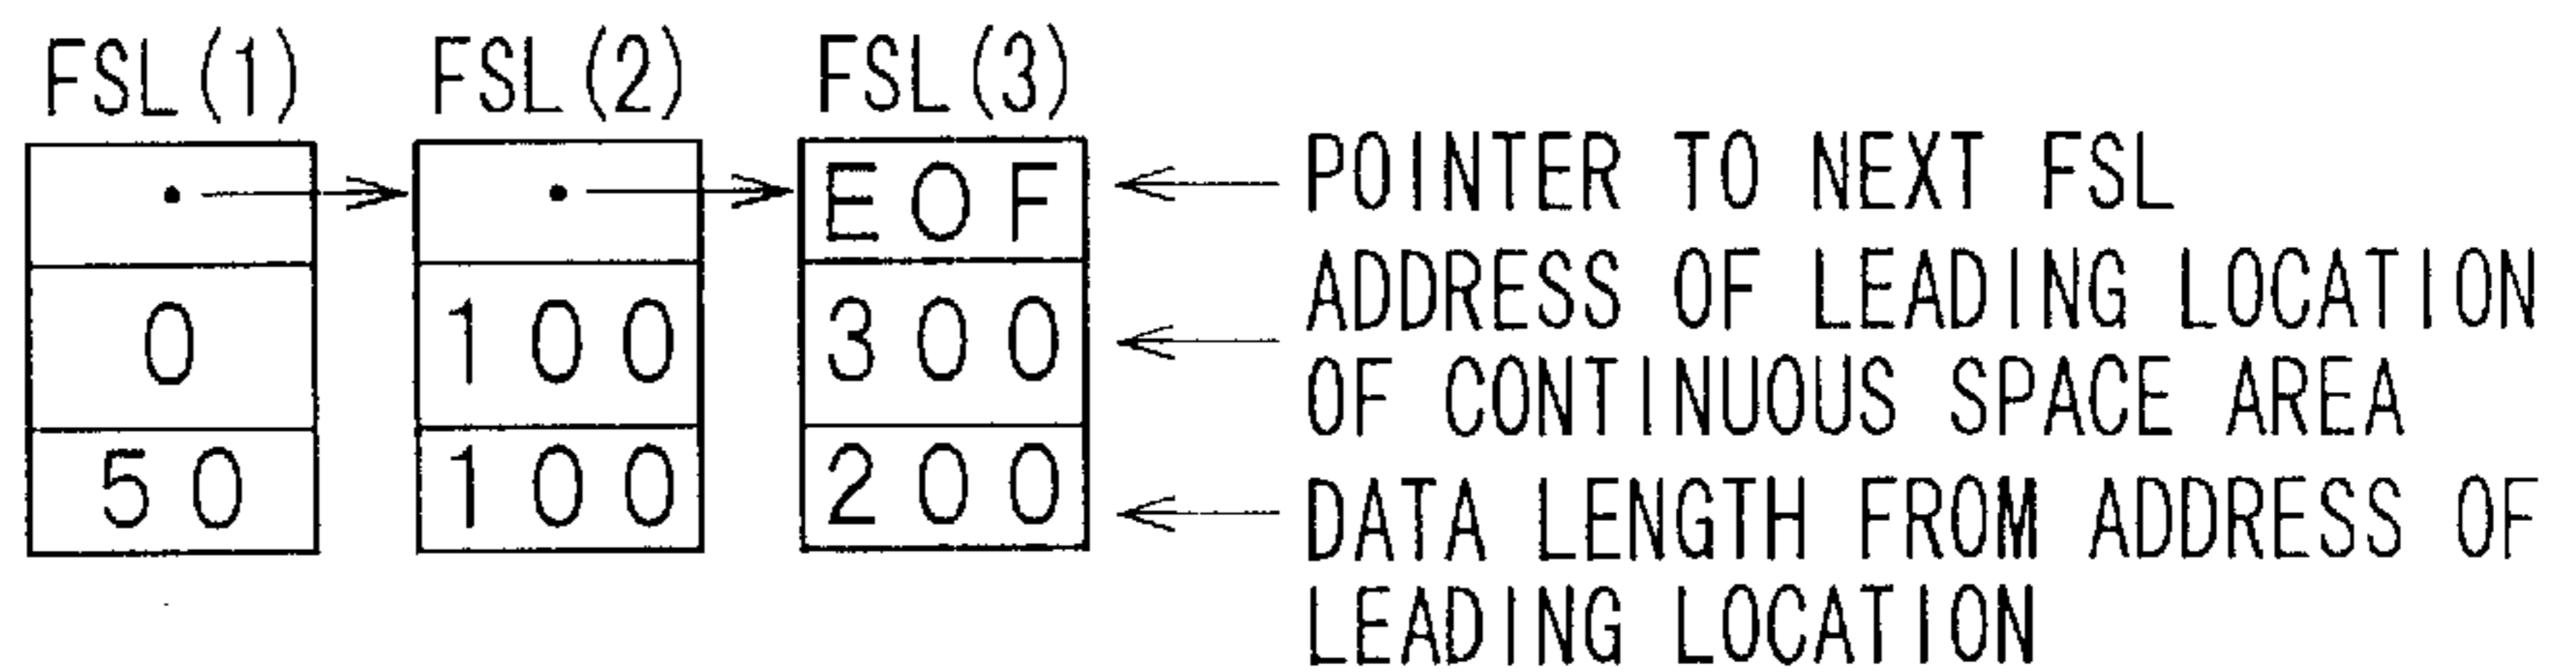 FSL(1) FSL(2) FSL(3)
EOF POINTER TO NEXT FSL
0 100 300 ADDRESS OF LEADING LOCATION
OF CONTINUOUS SPACE AREA
50 100 200 DATA LENGTH FROM ADDRESS OF
LEADING LOCATION